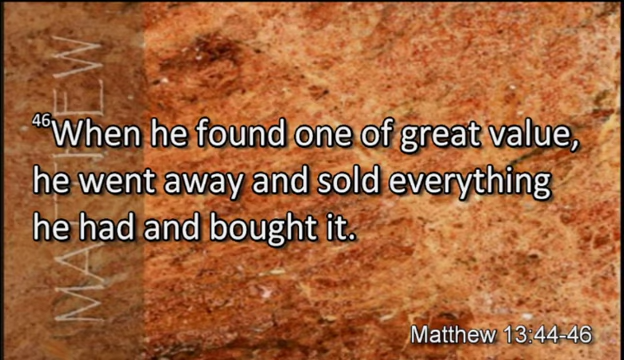 MATTHEW
46When he found one of great value,
he went away and sold everything
he had and bought it.
Matthew 13:44-46